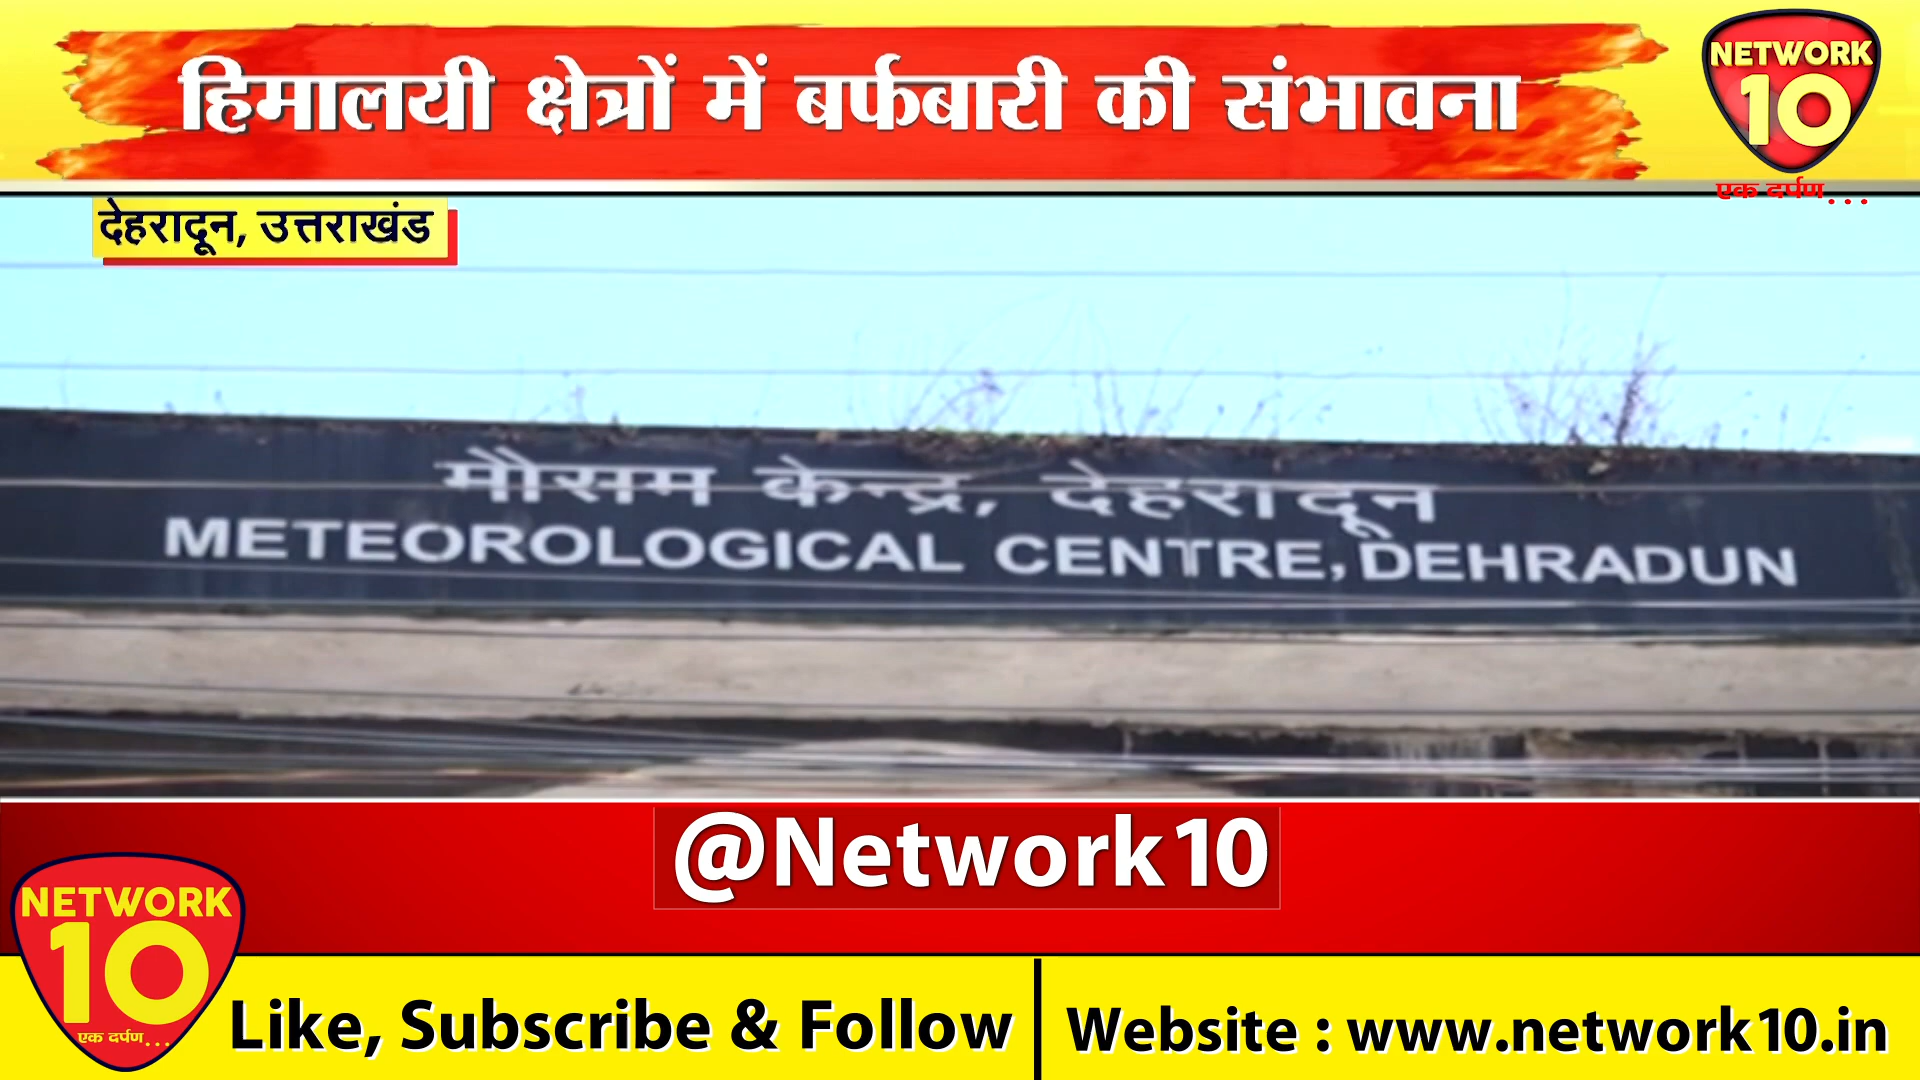 हिमालयी क्षेत्रों में बर्फबारी की संभावना
NETWORK
10
एक दर्पण...
देहरादून, उत्तराखंड
मौसम केन्द्र, देहरादून
METEOROLOGICAL CENTRE, DEHRADUN
@Network10
NETWORK
10
एक दर्पण...
Like, Subscribe & Follow
Website : www.network10.in